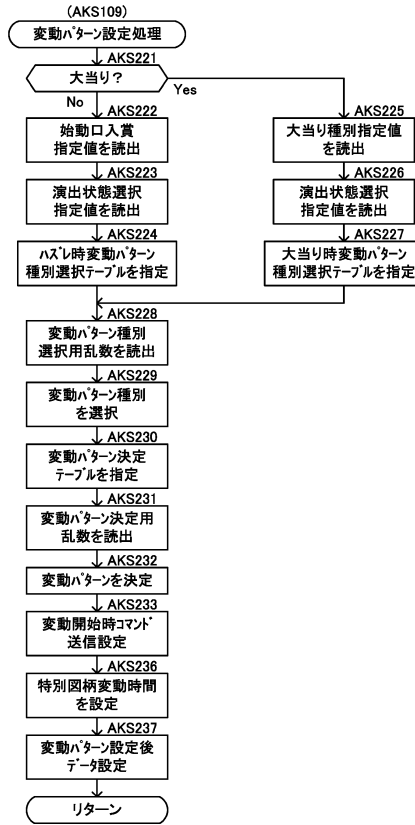 (AKS109)
変動パターン設定処理
AKS221
大当り？
No
Yes
AKS222
始動口入賞
指定値を読出
AKS223
演出状態選択
指定値を読出
AKS224
ハズレ時変動パターン
種別選択テーブルを指定
AKS225
大当り種別指定値
を読出
AKS226
演出状態選択
指定値を読出
AKS227
大当り時変動パターン
種別選択テーブルを指定
AKS228
変動パターン種別
選択用乱数を読出
AKS229
変動パターン種別
を選択
AKS230
変動パターン決定
テーブルを指定
AKS231
変動パターン決定用
乱数を読出
AKS232
変動パターンを決定
AKS233
変動開始時コマンド
送信設定
AKS236
特別図柄変動時間
を設定
AKS237
変動パターン設定後
データ設定
リターン